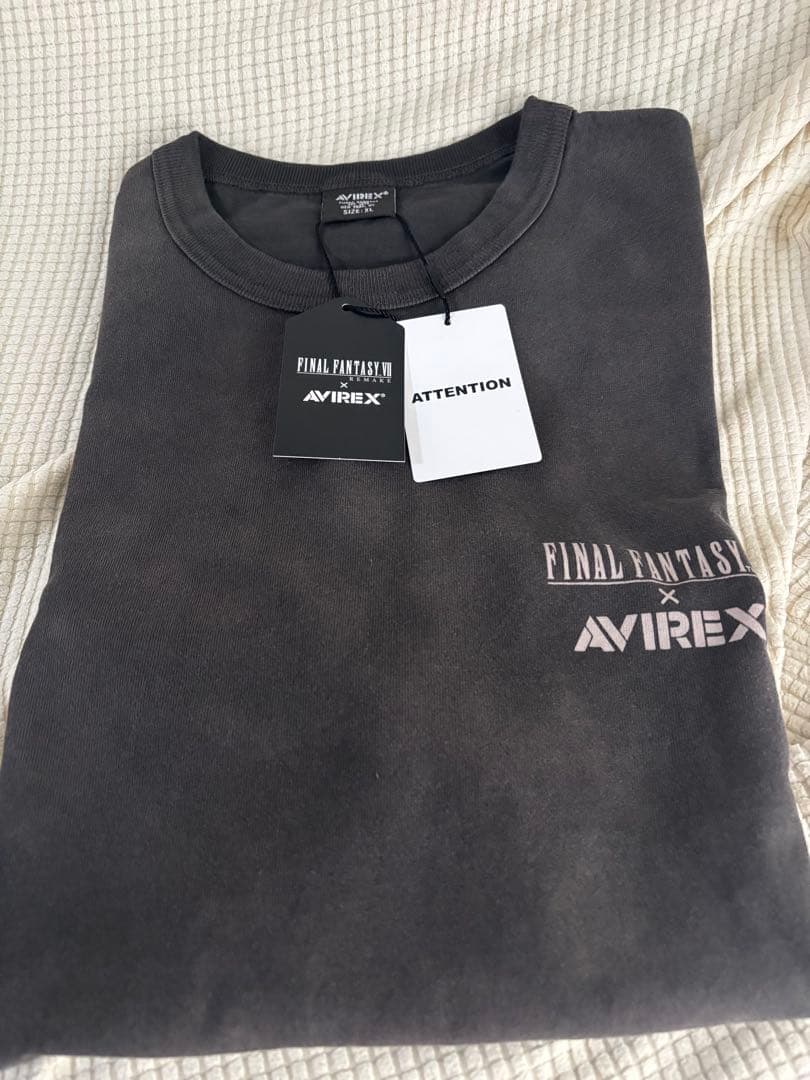 AVIREX®
SIZE: XL
FINAL FANTASY VII
REMAKE
×
AVIREX®
ATTENTION
FINAL FANTASY
×
AVIREX